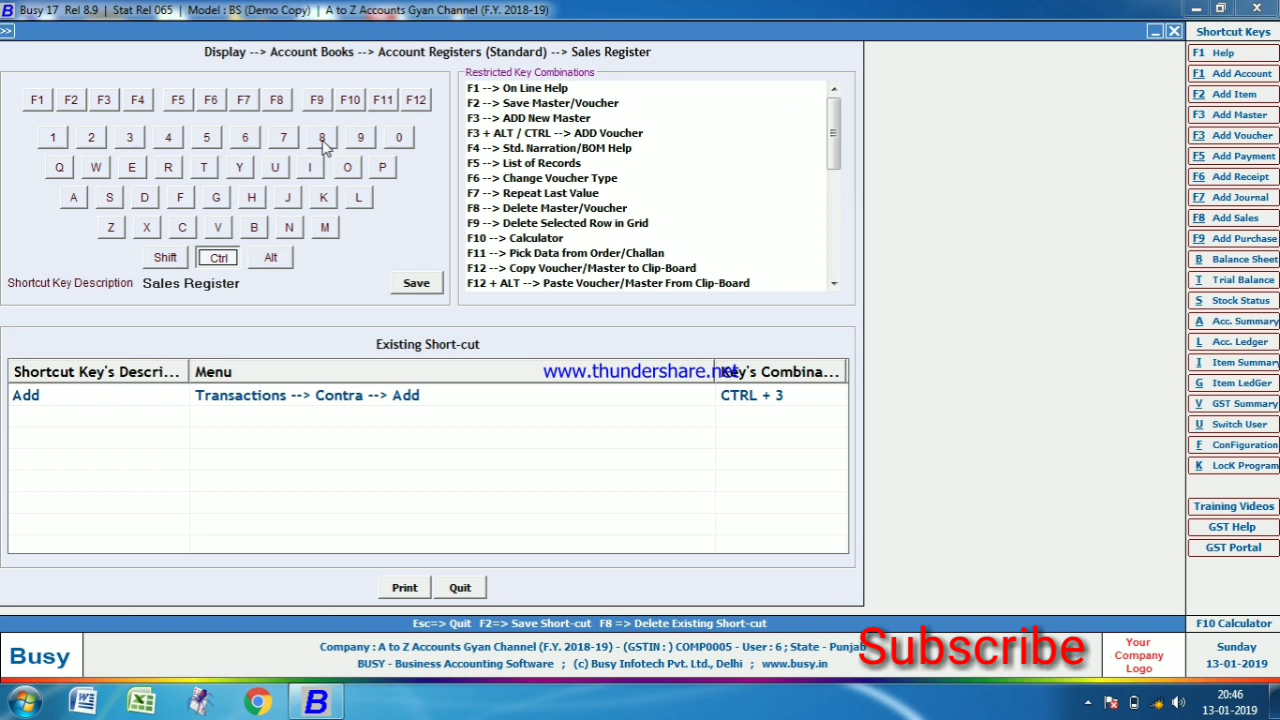 Busy 17 Rel 8.9 | Stat Rel 065 | Model : BS (Demo Copy) | A to Z Accounts Gyan Channel (F.Y. 2018-19)
>>
Display --> Account Books --> Account Registers (Standard) --> Sales Register
F1 F2 F3 F4 F5 F6 F7 F8 F9 F10 F11 F12
1 2 3 4 5 6 7 8 9 0
Q W E R T Y U I O P
A S D F G H J K L
Z X C V B N M
Shift Ctrl Alt
Shortcut Key Description Sales Register
Save
Restricted Key Combinations
F1 --> On Line Help
F2 --> Save Master/Voucher
F3 --> ADD New Master
F3 + ALT / CTRL --> ADD Voucher
F4 --> Std. Narration/BOM Help
F5 --> List of Records
F6 --> Change Voucher Type
F7 --> Repeat Last Value
F8 --> Delete Master/Voucher
F9 --> Delete Selected Row in Grid
F10 --> Calculator
F11 --> Pick Data from Order/Challan
F12 --> Copy Voucher/Master to Clip-Board
F12 + ALT --> Paste Voucher/Master From Clip-Board
Existing Short-cut
Shortcut Key's Descri... Menu Key's Combina...
www.thundershare.net
Add Transactions --> Contra --> Add CTRL + 3
Print Quit
Esc=> Quit F2=> Save Short-cut F8 => Delete Existing Short-cut
Shortcut Keys
F1 Help
F1 Add Account
F2 Add Item
F3 Add Master
F3 Add Voucher
F5 Add Payment
F6 Add Receipt
F7 Add Journal
F8 Add Sales
F9 Add Purchase
B Balance Sheet
T Trial Balance
S Stock Status
A Acc. Summary
L Acc. Ledger
I Item Summary
G Item LedGer
V GST Summary
U Switch User
F ConFiguration
K LocK Program
Training Videos
GST Help
GST Portal
F10 Calculator
Busy
Company : A to Z Accounts Gyan Channel (F.Y. 2018-19) - (GSTIN : ) COMP0005 - User : 6 ; State - Punjab
BUSY - Business Accounting Software ; (c) Busy Infotech Pvt. Ltd., Delhi ; www.busy.in
Subscribe
Your
Company
Logo
Sunday
13-01-2019
20:46
13-01-2019